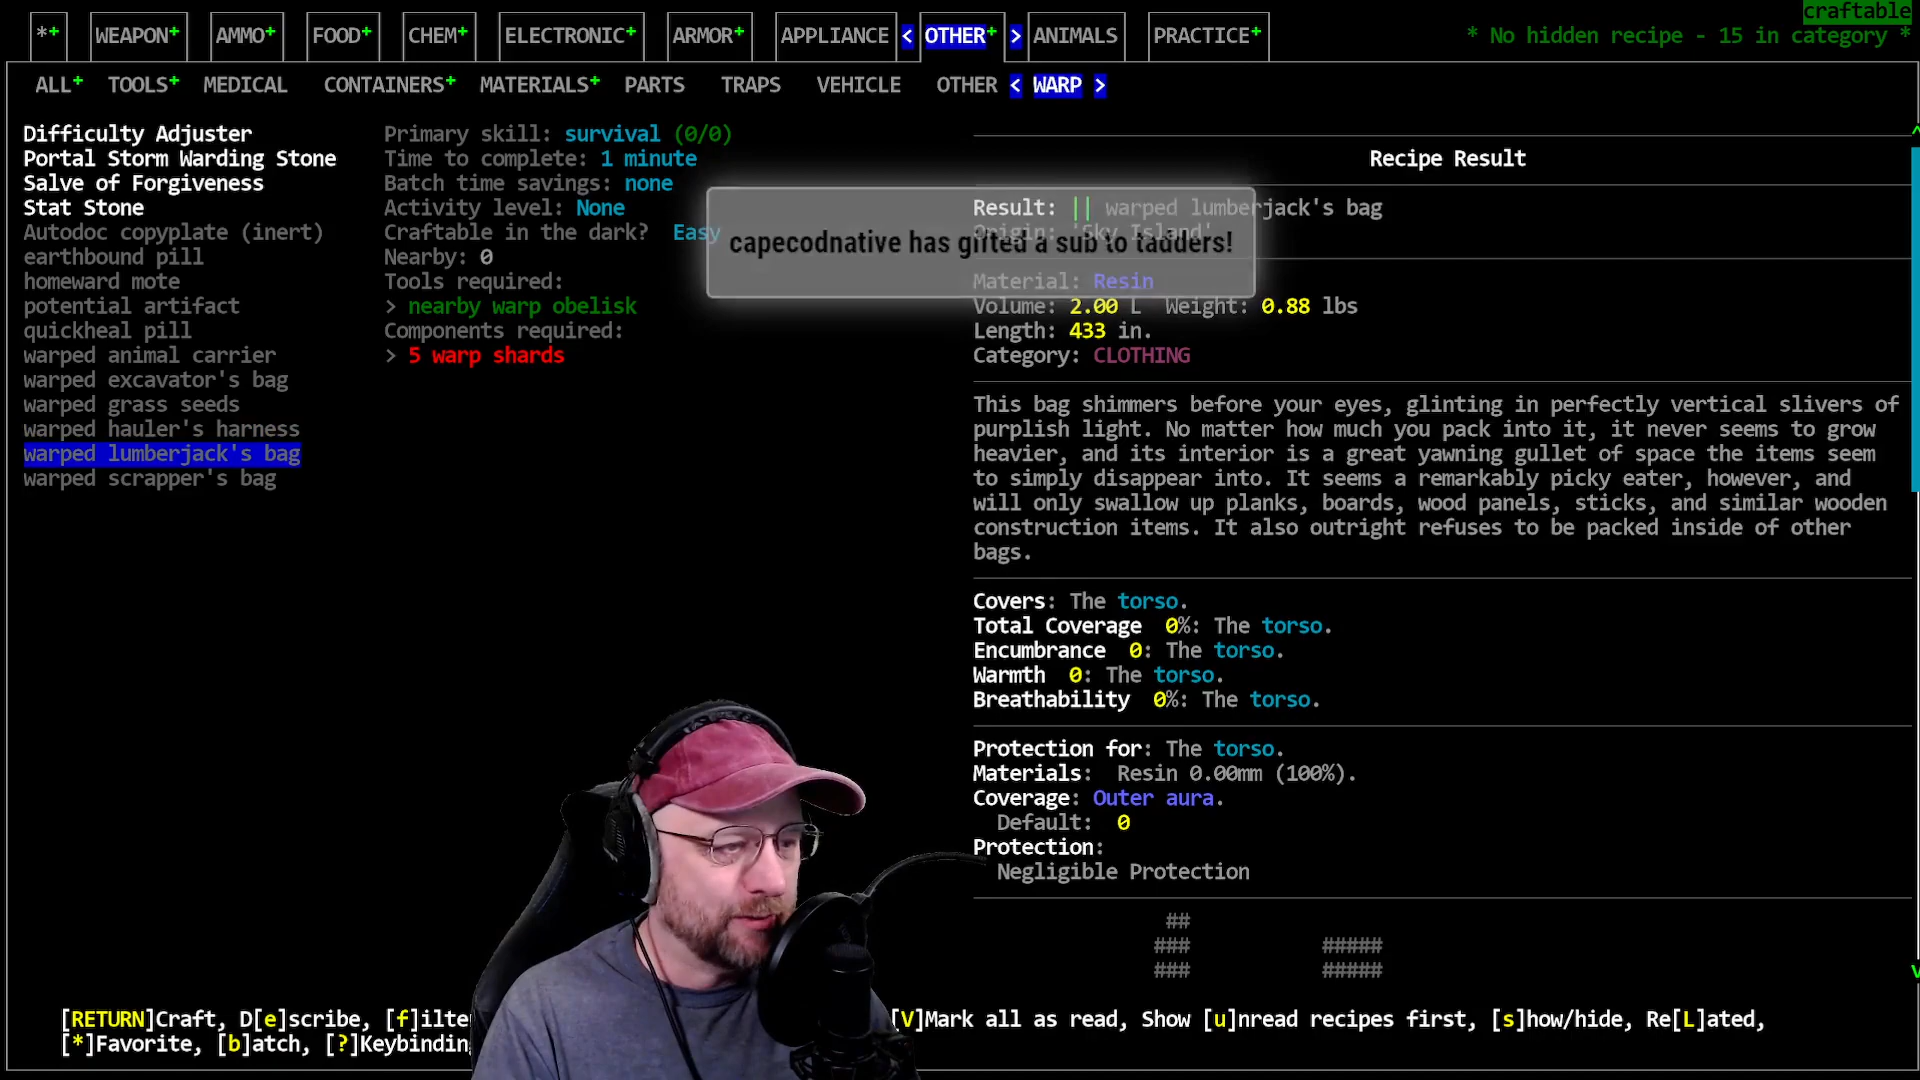 craftable
*+ WEAPON+ AMMO+ FOOD+ CHEM+ ELECTRONIC+ ARMOR+ APPLIANCE < OTHER+ > ANIMALS PRACTICE+ * No hidden recipe - 15 in category *
ALL+ TOOLS+ MEDICAL CONTAINERS+ MATERIALS+ PARTS TRAPS VEHICLE OTHER < WARP >
Difficulty Adjuster
Portal Storm Warding Stone
Salve of Forgiveness
Stat Stone
Autodoc copyplate (inert)
earthbound pill
homeward mote
potential artifact
quickheal pill
warped animal carrier
warped excavator's bag
warped grass seeds
warped hauler's harness
warped lumberjack's bag
warped scrapper's bag
Primary skill: survival (0/0)
Time to complete: 1 minute
Batch time savings: none
Activity level: None
Craftable in the dark? Easy
Nearby: 0
Tools required:
> nearby warp obelisk
Components required:
> 5 warp shards
capecodnative has gifted a sub to tadders!
Recipe Result
Result: || warped lumberjack's bag
Origin: 'Sky Island'
Material: Resin
Volume: 2.00 L Weight: 0.88 lbs
Length: 433 in.
Category: CLOTHING
This bag shimmers before your eyes, glinting in perfectly vertical slivers of
purplish light. No matter how much you pack into it, it never seems to grow
heavier, and its interior is a great yawning gullet of space the items seem
to simply disappear into. It seems a remarkably picky eater, however, and
will only swallow up planks, boards, wood panels, sticks, and similar wooden
construction items. It also outright refuses to be packed inside of other
bags.
Covers: The torso.
Total Coverage 0%: The torso.
Encumbrance 0: The torso.
Warmth 0: The torso.
Breathability 0%: The torso.
Protection for: The torso.
Materials: Resin 0.00mm (100%).
Coverage: Outer aura.
Default: 0
Protection:
Negligible Protection
##
### #####
### #####
[RETURN]Craft, D[e]scribe, [f]ilte [V]Mark all as read, Show [u]nread recipes first, [s]how/hide, Re[L]ated,
[*]Favorite, [b]atch, [?]Keybindin